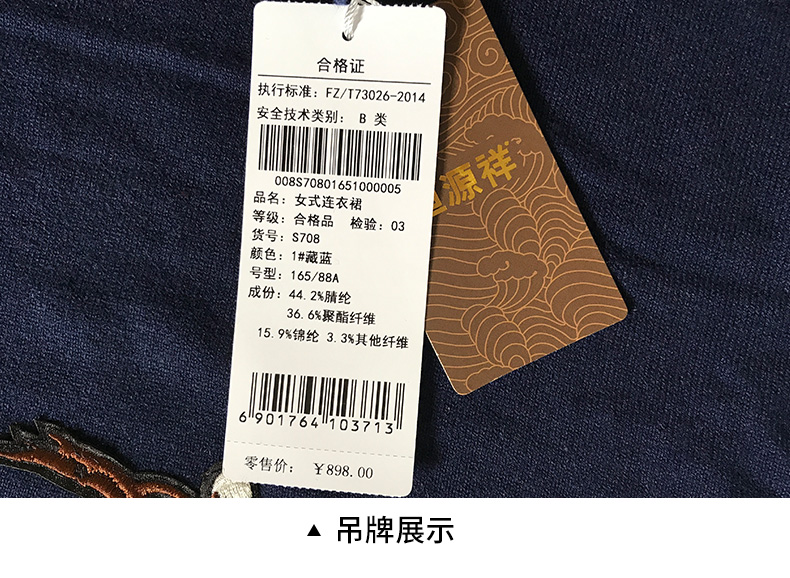 合格证
执行标准: FZ/T73026-2014
安全技术类别: B 类
008S70801651000005
品名: 女式连衣裙
等级: 合格品 检验: 03
货号: S708
颜色: 1#藏蓝
号型: 165/88A
成份: 44.2%腈纶
36.6%聚酯纤维
15.9%锦纶 3.3%其他纤维
6 901764 103713
零售价: ¥898.00
源祥
▲ 吊牌展示